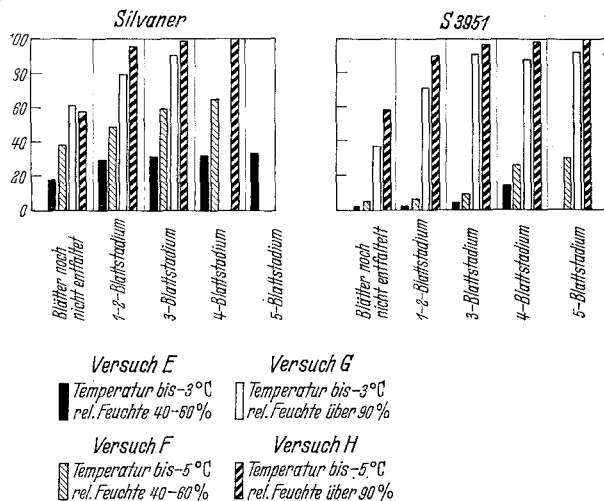 Silvaner
S 3951
100
80
60
40
20
0
Blätter noch
nicht entfaltet
1-2-Blattstadium
3-Blattstadium
4-Blattstadium
5-Blattstadium
Blätter noch
nicht entfaltelt
1-2-Blattstadium
3-Blattstadium
4-Blattstadium
5-Blattstadium
Versuch E
Temperatur bis-3°C
rel. Feuchte 40-60%
Versuch G
Temperatur bis-3°C
rel. Feuchte über 90%
Versuch F
Temperatur bis-5°C
rel. Feuchte 40-60%
Versuch H
Temperatur bis-5°C
rel. Feuchte über 90%